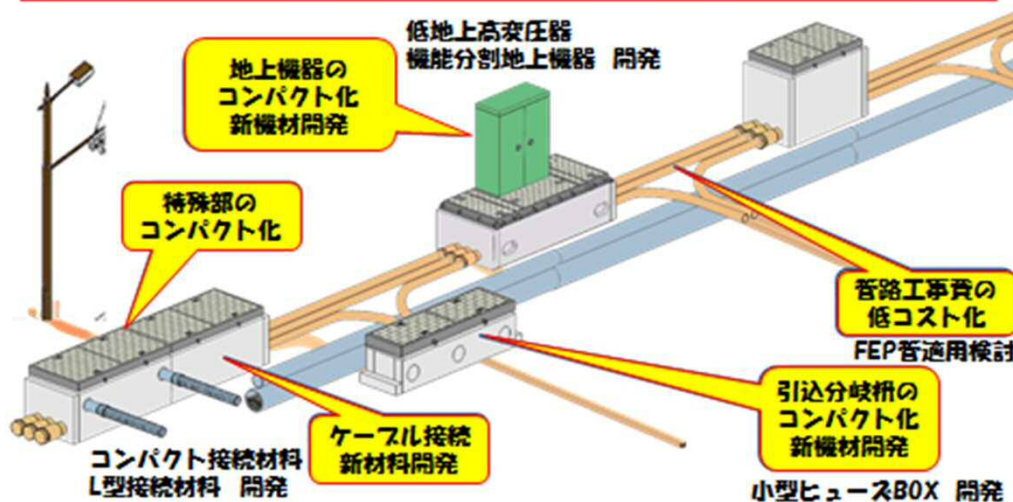 低地上高変圧器
機能分割地上機器 開発
地上機器の
コンパクト化
新機材開発
特殊部の
コンパクト化
管路工事費の
低コスト化
FEP管適用検討
引込分岐桝の
コンパクト化
新機材開発
小型ヒューズBOX 開発
ケーブル接続
新材料開発
コンパクト接続材料
L型接続材料 開発